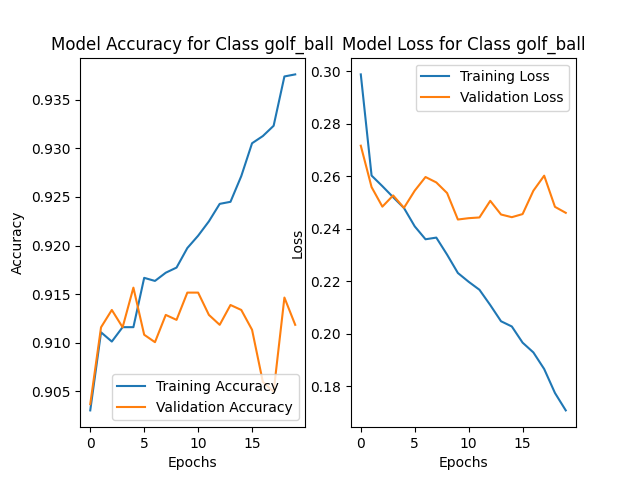 Model Accuracy for Class golf_ball
Accuracy
0.935
0.930
0.925
0.920
0.915
0.910
0.905
Training Accuracy
Validation Accuracy
0 5 10 15
Epochs
Model Loss for Class golf_ball
Loss
0.30
0.28
0.26
0.24
0.22
0.20
0.18
Training Loss
Validation Loss
0 5 10 15
Epochs